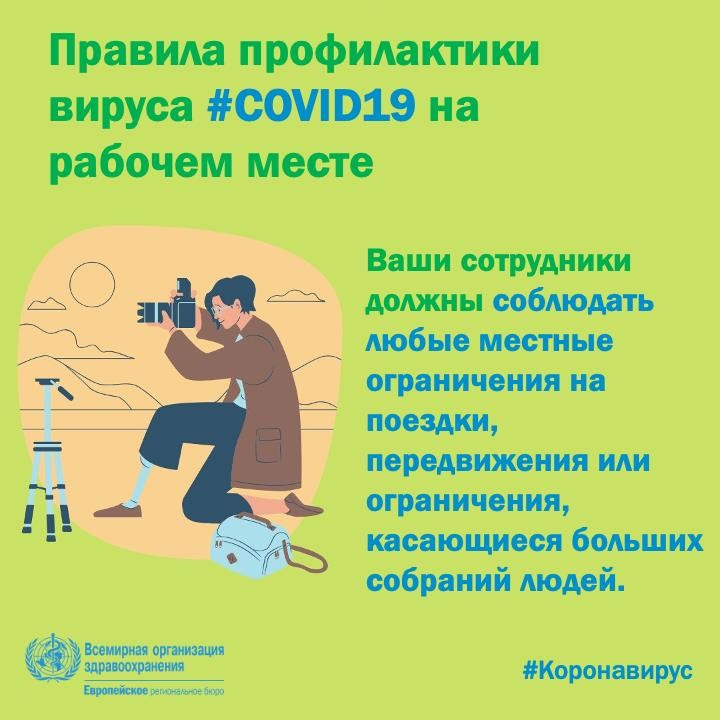 Правила профилактики
вируса #COVID19 на
рабочем месте
Ваши сотрудники
должны соблюдать
любые местные
ограничения на
поездки,
передвижения или
ограничения,
касающиеся больших
собраний людей.
Всемирная организация
здравоохранения
Европейское региональное бюро
#Коронавирус